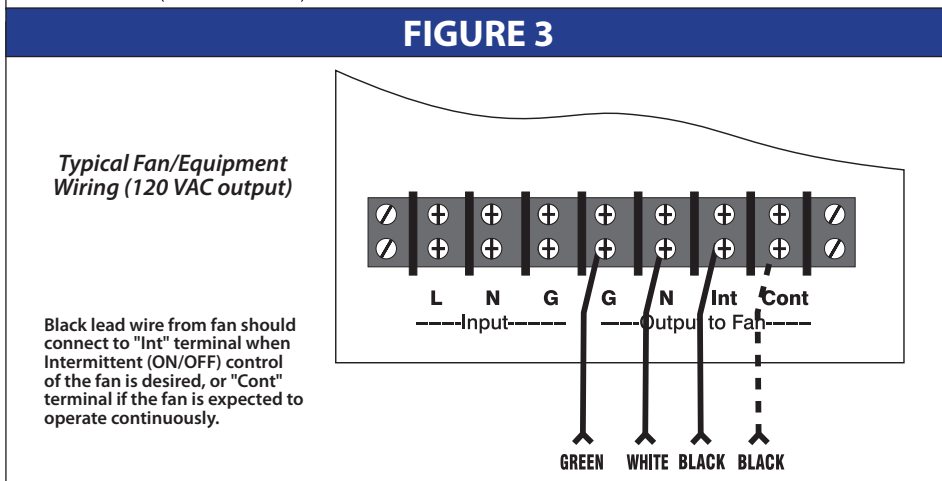 FIGURE 3
Typical Fan/Equipment
Wiring (120 VAC output)
L N G G N Int Cont
----Input------ ----Output to Fan----
Black lead wire from fan should
connect to "Int" terminal when
Intermittent (ON/OFF) control
of the fan is desired, or "Cont"
terminal if the fan is expected to
operate continuously.
GREEN WHITE BLACK BLACK